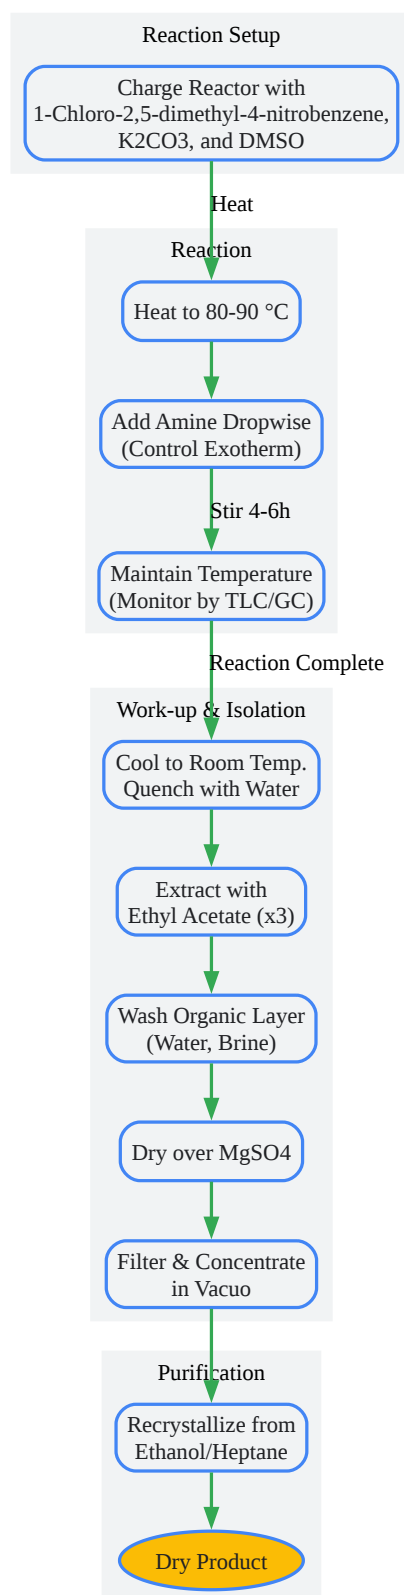 Reaction Setup
Charge Reactor with
1-Chloro-2,5-dimethyl-4-nitrobenzene,
K2CO3, and DMSO
Heat
Reaction
Heat to 80-90 °C
Add Amine Dropwise
(Control Exotherm)
Stir 4-6h
Maintain Temperature
(Monitor by TLC/GC)
Reaction Complete
Work-up & Isolation
Cool to Room Temp.
Quench with Water
Extract with
Ethyl Acetate (x3)
Wash Organic Layer
(Water, Brine)
Dry over MgSO4
Filter & Concentrate
in Vacuo
Purification
Recrystallize from
Ethanol/Heptane
Dry Product